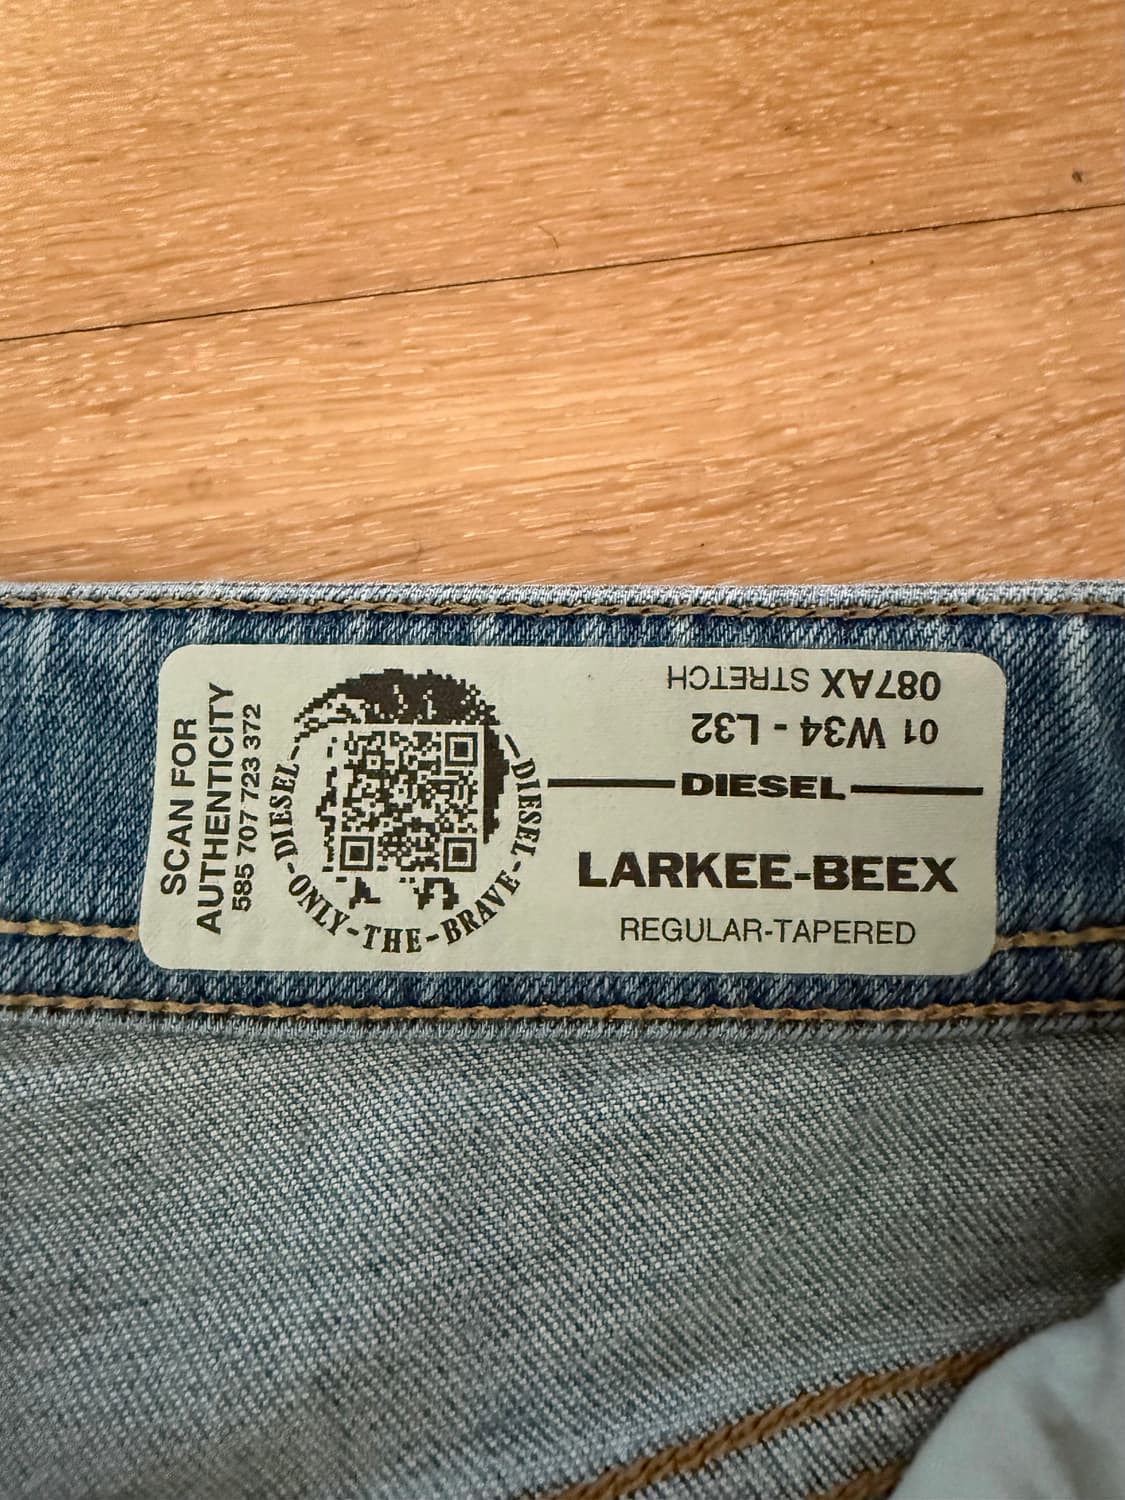 SCAN FOR
AUTHENTICITY
585 707 723 372
DIESEL-ONLY-THE-BRAVE-DIESEL
087AX STRETCH
01 W34 - L32
DIESEL
LARKEE-BEEX
REGULAR-TAPERED